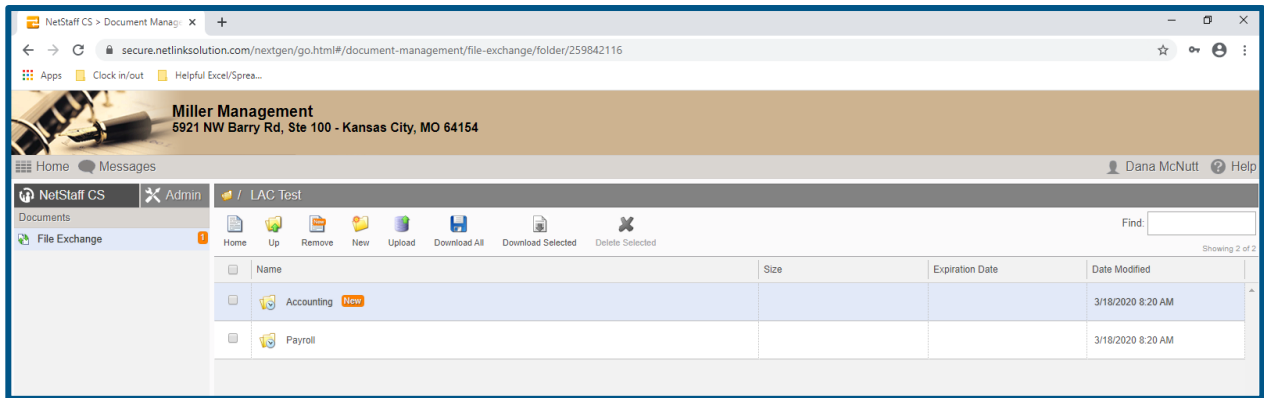 NetStaff CS > Document Manage
secure.netlinksolution.com/nextgen/go.html#/document-management/file-exchange/folder/259842116
Apps Clock in/out Helpful Excel/Sprea...
Miller Management
5921 NW Barry Rd, Ste 100 - Kansas City, MO 64154
Home Messages Dana McNutt Help
NetStaff CS Admin / LAC Test
Documents
File Exchange 1
Home Up Remove New Upload Download All Download Selected Delete Selected Find:
Showing 2 of 2
Name Size Expiration Date Date Modified
Accounting New 3/18/2020 8:20 AM
Payroll 3/18/2020 8:20 AM